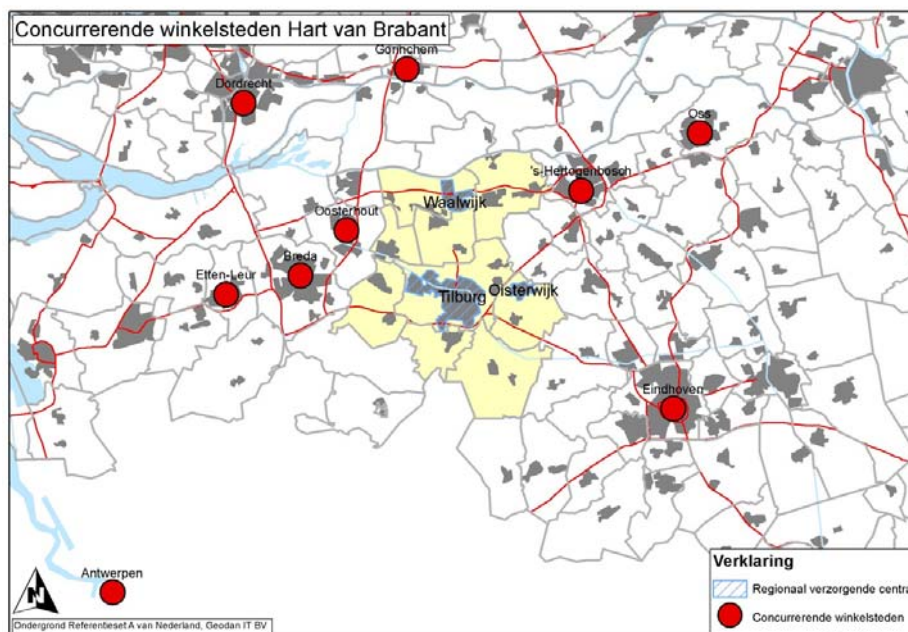 Concurrerende winkelsteden Hart van Brabant
Gorinchem
Dordrecht
Oss
's-Hertogenbosch
Waalwijk
Oosterhout
Breda
Etten-Leur
Oisterwijk
Tilburg
Eindhoven
Antwerpen
N
Verklaring
Regionaal verzorgende centra
Concurrerende winkelsteden
Ondergrond Referentbeset A van Nederland, Geodan IT BV